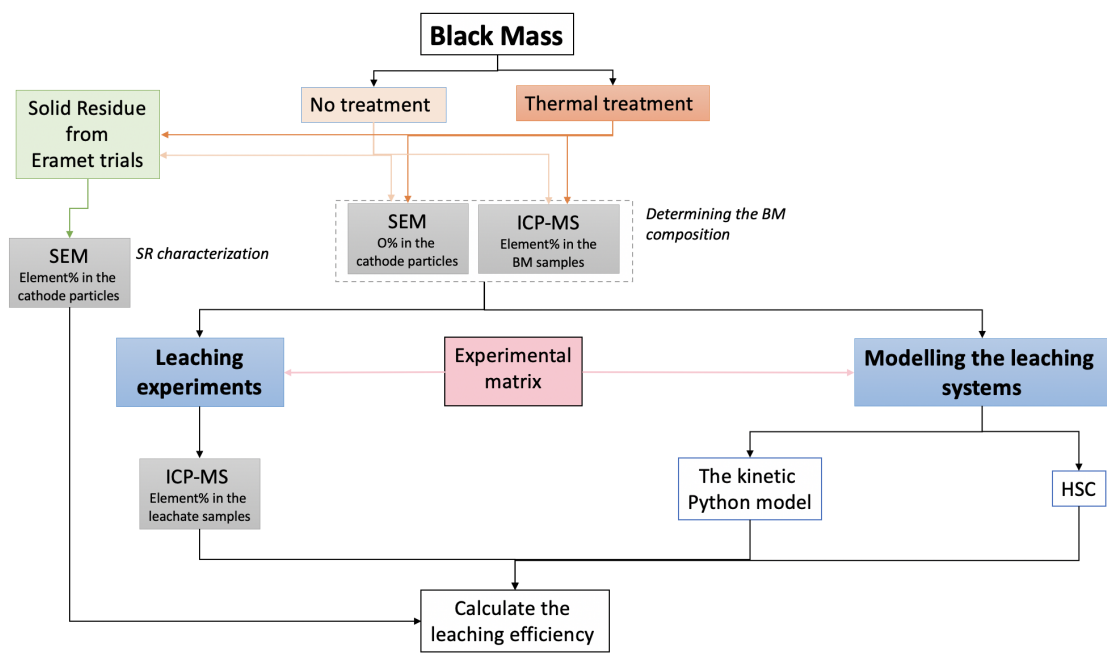 Black Mass
No treatment
Thermal treatment
Solid Residue
from
Eramet trials
SEM
O% in the
cathode particles
ICP-MS
Element% in the
BM samples
Determining the BM
composition
SEM
Element% in the
cathode particles
SR characterization
Leaching
experiments
Experimental
matrix
Modelling the leaching
systems
ICP-MS
Element% in the
leachate samples
The kinetic
Python model
HSC
Calculate the
leaching efficiency